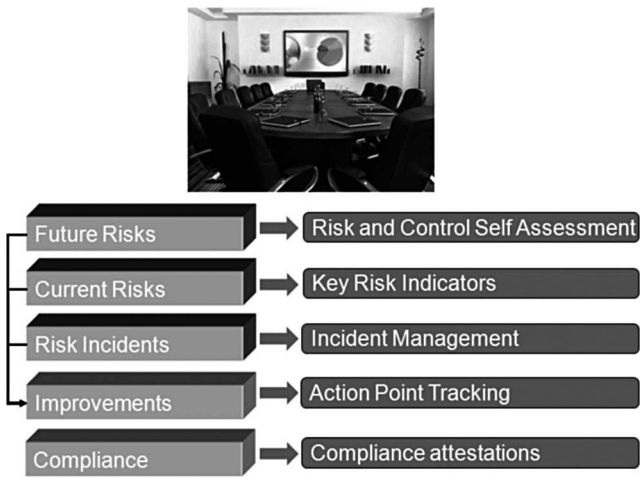 Future Risks
Risk and Control Self Assessment
Current Risks
Key Risk Indicators
Risk Incidents
Incident Management
Improvements
Action Point Tracking
Compliance
Compliance attestations